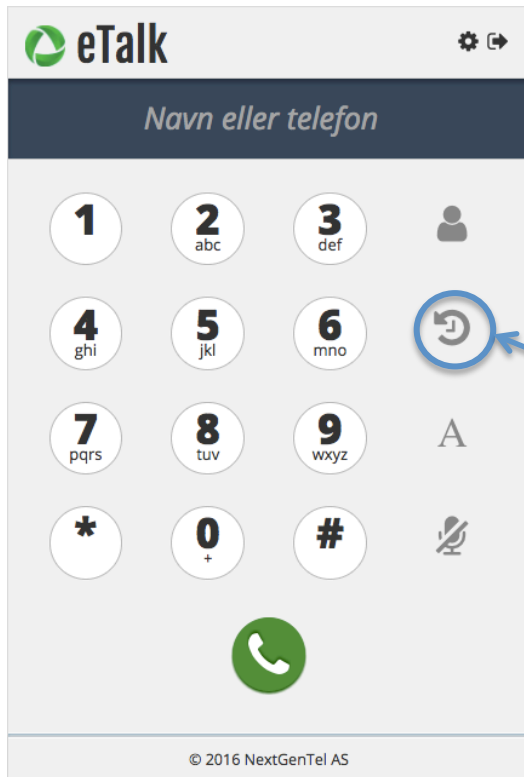 eTalk
Navn eller telefon
1 2 3
abc def
4 5 6
ghi jkl mno
7 8 9
pqrs tuv wxyz
A
* 0 #
+
© 2016 NextGenTel AS